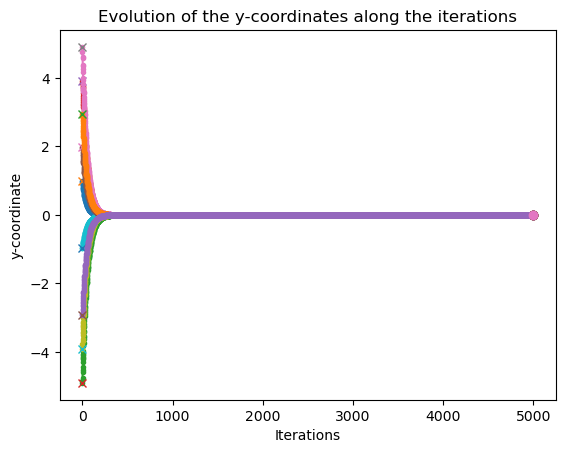 Evolution of the y-coordinates along the iterations
y-coordinate
4
2
0
−2
−4
0 1000 2000 3000 4000 5000
Iterations